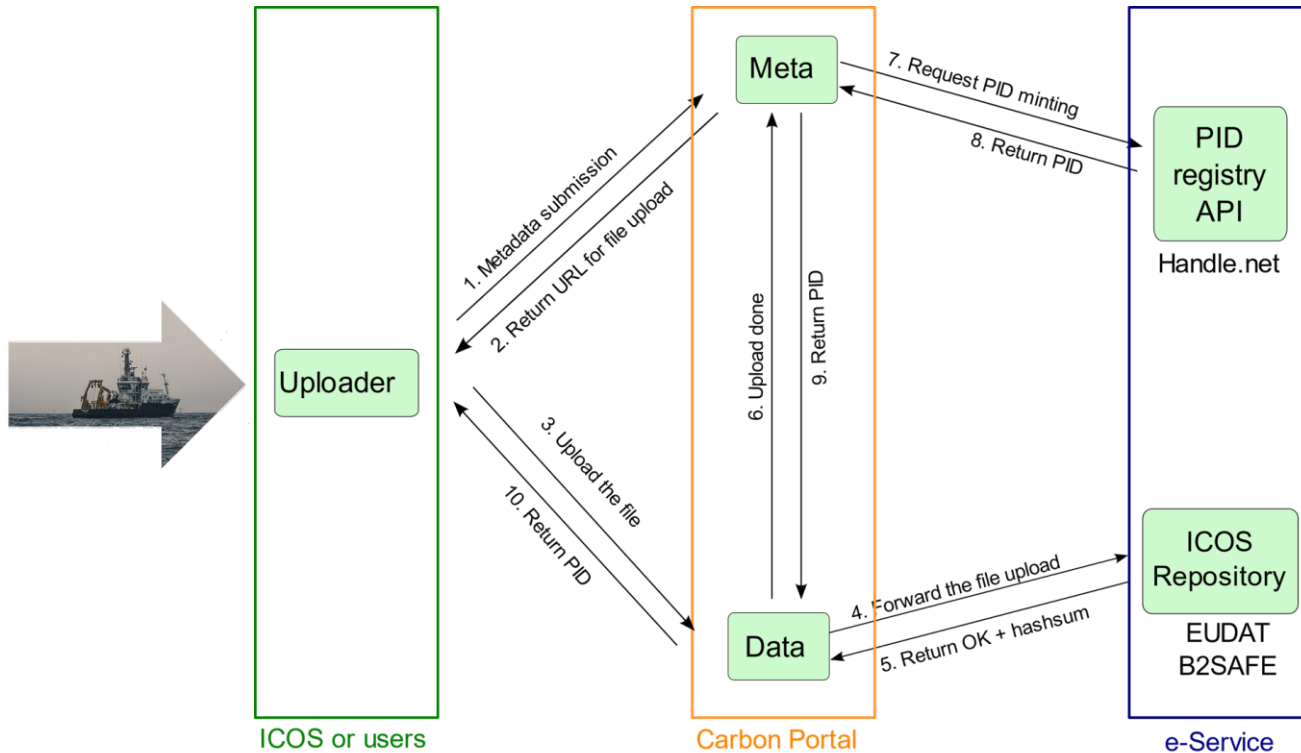 Meta
7. Request PID minting
8. Return PID
PID
registry
API
Handle.net
1. Metadata submission
2. Return URL for file upload
Uploader
6. Upload done
9. Return PID
3. Upload the file
10. Return PID
4. Forward the file upload
5. Return OK + hashsum
Data
ICOS
Repository
EUDAT
B2SAFE
ICOS or users
Carbon Portal
e-Service